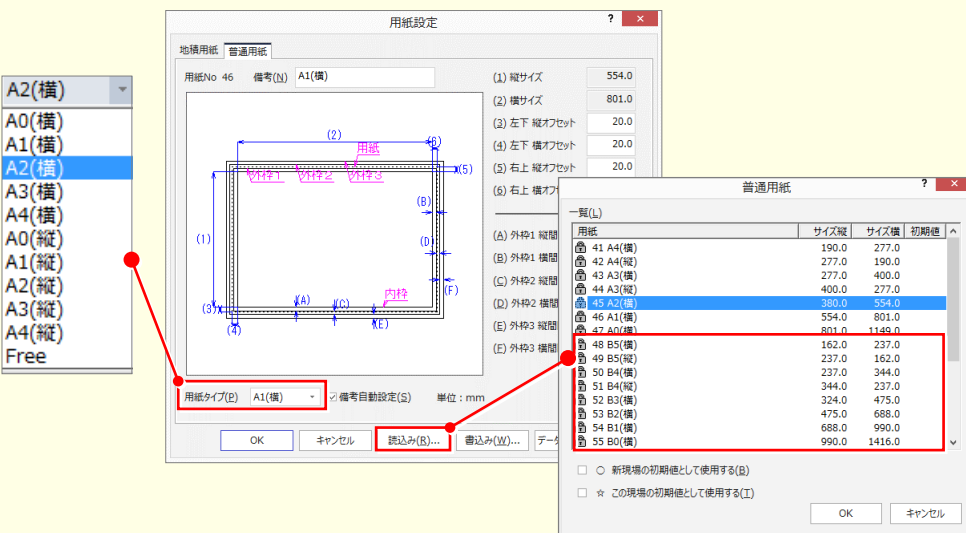 用紙設定
? ×
地積用紙 普通用紙
用紙No 46 備考(N) A1(横)
(1) 縦サイズ 554.0
(2) 横サイズ 801.0
(3) 左下 縦オフセット 20.0
(4) 左下 横オフセット 20.0
(5) 右上 縦オフセット 20.0
(6) 右上 横オフ
(A) 外枠1 縦間
(B) 外枠1 横間
(C) 外枠2 縦間
(D) 外枠2 横間
(E) 外枠3 縦間
(F) 外枠3 横間
(2)
(6)
用紙
(5)
外枠1 外枠2 外枠3
(B)
(1)
(D)
(F)
内枠
(A)
(C)
(3)
(E)
(4)
用紙タイプ(P) A1(横) 備考自動設定(S) 単位 : mm
OK キャンセル 読込み(R)... 書込み(W)... データ
A2(横)
A0(横)
A1(横)
A2(横)
A3(横)
A4(横)
A0(縦)
A1(縦)
A2(縦)
A3(縦)
A4(縦)
Free
普通用紙
? ×
一覧(L)
用紙 サイズ縦 サイズ横 初期値
41 A4(横) 190.0 277.0
42 A4(縦) 277.0 190.0
43 A3(横) 277.0 400.0
44 A3(縦) 400.0 277.0
45 A2(横) 380.0 554.0
46 A1(横) 554.0 801.0
47 A0(横) 801.0 1149.0
48 B5(横) 162.0 237.0
49 B5(縦) 237.0 162.0
50 B4(横) 237.0 344.0
51 B4(縦) 344.0 237.0
52 B3(横) 324.0 475.0
53 B2(横) 475.0 688.0
54 B1(横) 688.0 990.0
55 B0(横) 990.0 1416.0
○ 新現場の初期値として使用する(B)
☆ この現場の初期値として使用する(T)
OK キャンセル